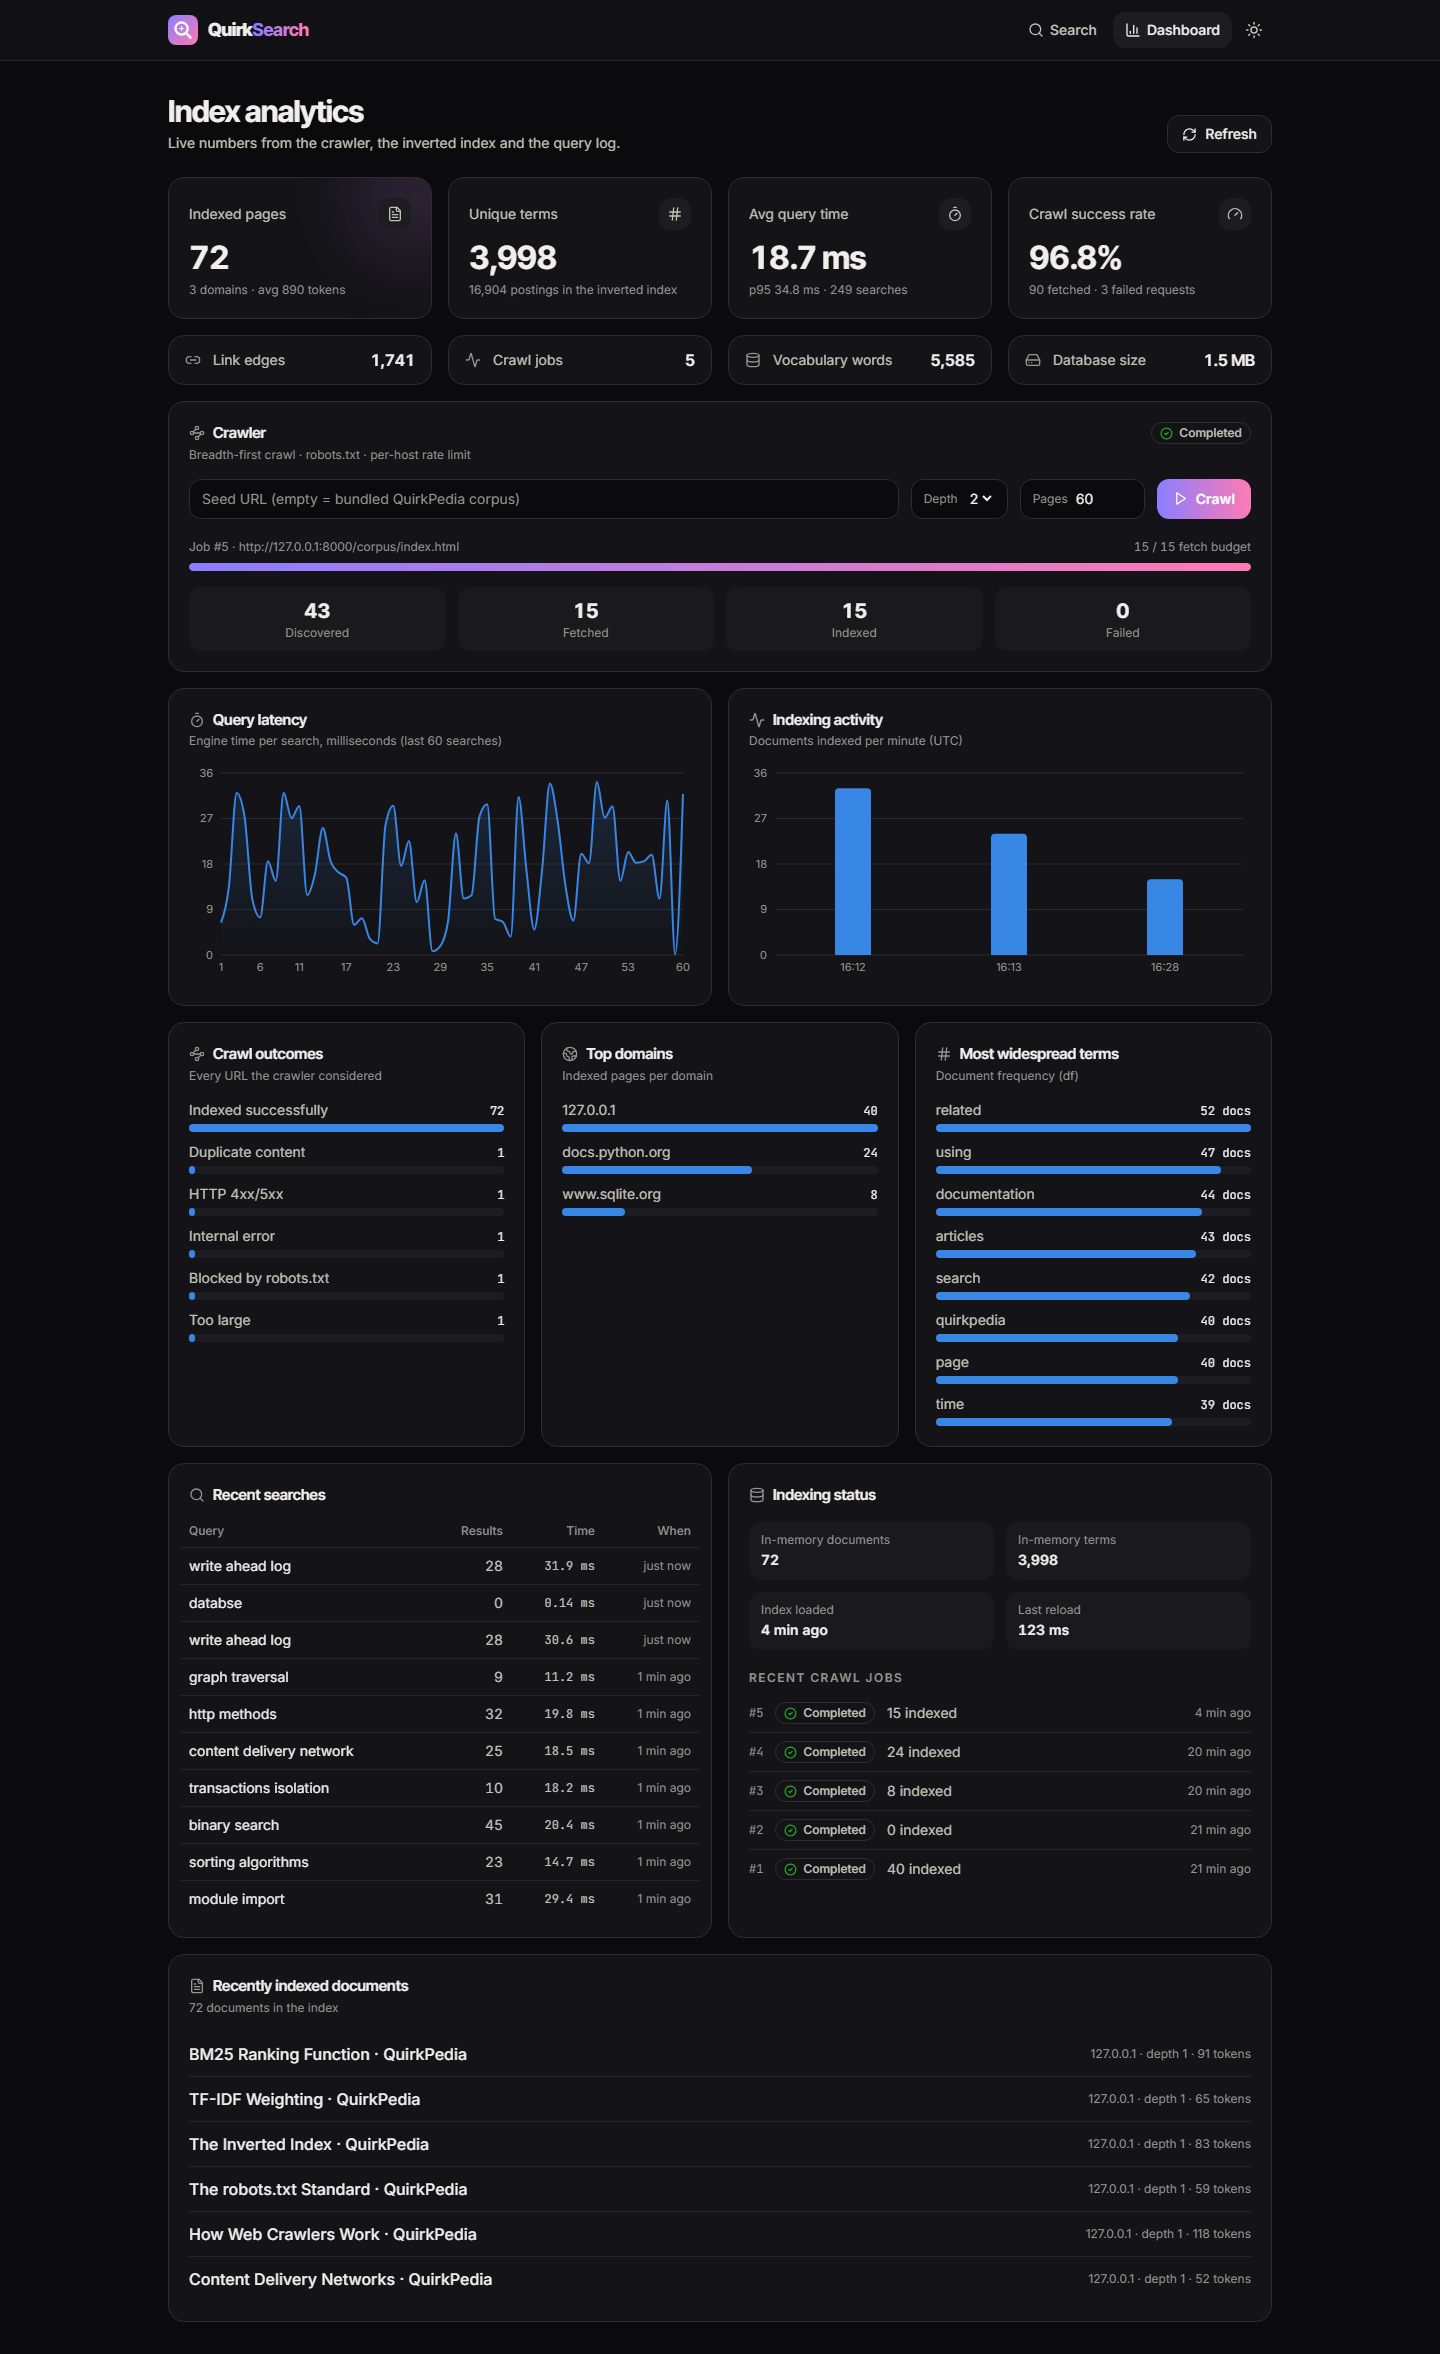 QuirkSearch
Search
Dashboard
Index analytics
Live numbers from the crawler, the inverted index and the query log.
Refresh
Indexed pages
72
3 domains · avg 890 tokens
Unique terms
3,998
16,904 postings in the inverted index
Avg query time
18.7 ms
p95 34.8 ms · 249 searches
Crawl success rate
96.8%
90 fetched · 3 failed requests
Link edges 1,741
Crawl jobs 5
Vocabulary words 5,585
Database size 1.5 MB
Crawler
Completed
Breadth-first crawl · robots.txt · per-host rate limit
Seed URL (empty = bundled QuirkPedia corpus)
Depth 2
Pages 60
Crawl
Job #5 · http://127.0.0.1:8000/corpus/index.html
15 / 15 fetch budget
43
Discovered
15
Fetched
15
Indexed
0
Failed
Query latency
Engine time per search, milliseconds (last 60 searches)
36
27
18
9
0
1 6 11 17 23 29 35 41 47 53 60
Indexing activity
Documents indexed per minute (UTC)
36
27
18
9
0
16:12 16:13 16:28
Crawl outcomes
Every URL the crawler considered
Indexed successfully 72
Duplicate content 1
HTTP 4xx/5xx 1
Internal error 1
Blocked by robots.txt 1
Too large 1
Top domains
Indexed pages per domain
127.0.0.1 40
docs.python.org 24
www.sqlite.org 8
Most widespread terms
Document frequency (df)
related 52 docs
using 47 docs
documentation 44 docs
articles 43 docs
search 42 docs
quirkpedia 40 docs
page 40 docs
time 39 docs
Recent searches
Query Results Time When
write ahead log 28 31.9 ms just now
databse 0 0.14 ms just now
write ahead log 28 30.6 ms just now
graph traversal 9 11.2 ms 1 min ago
http methods 32 19.8 ms 1 min ago
content delivery network 25 18.5 ms 1 min ago
transactions isolation 10 18.2 ms 1 min ago
binary search 45 20.4 ms 1 min ago
sorting algorithms 23 14.7 ms 1 min ago
module import 31 29.4 ms 1 min ago
Indexing status
In-memory documents
72
In-memory terms
3,998
Index loaded
4 min ago
Last reload
123 ms
RECENT CRAWL JOBS
#5 Completed 15 indexed 4 min ago
#4 Completed 24 indexed 20 min ago
#3 Completed 8 indexed 20 min ago
#2 Completed 0 indexed 21 min ago
#1 Completed 40 indexed 21 min ago
Recently indexed documents
72 documents in the index
BM25 Ranking Function · QuirkPedia 127.0.0.1 · depth 1 · 91 tokens
TF-IDF Weighting · QuirkPedia 127.0.0.1 · depth 1 · 65 tokens
The Inverted Index · QuirkPedia 127.0.0.1 · depth 1 · 83 tokens
The robots.txt Standard · QuirkPedia 127.0.0.1 · depth 1 · 59 tokens
How Web Crawlers Work · QuirkPedia 127.0.0.1 · depth 1 · 118 tokens
Content Delivery Networks · QuirkPedia 127.0.0.1 · depth 1 · 52 tokens